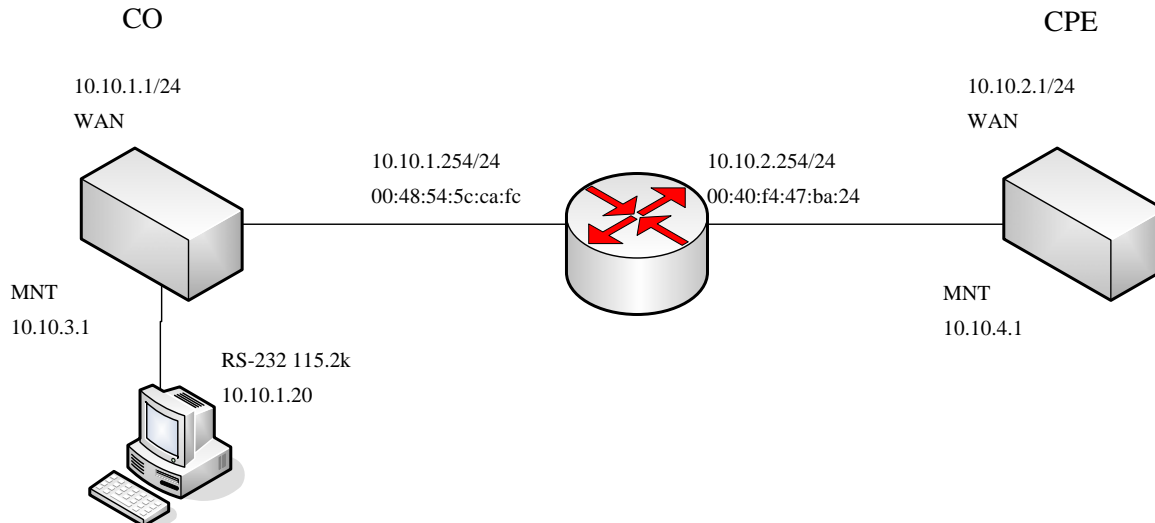 CO
CPE
10.10.1.1/24
WAN
10.10.2.1/24
WAN
10.10.1.254/24
00:48:54:5c:ca:fc
10.10.2.254/24
00:40:f4:47:ba:24
MNT
10.10.3.1
MNT
10.10.4.1
RS-232 115.2k
10.10.1.20